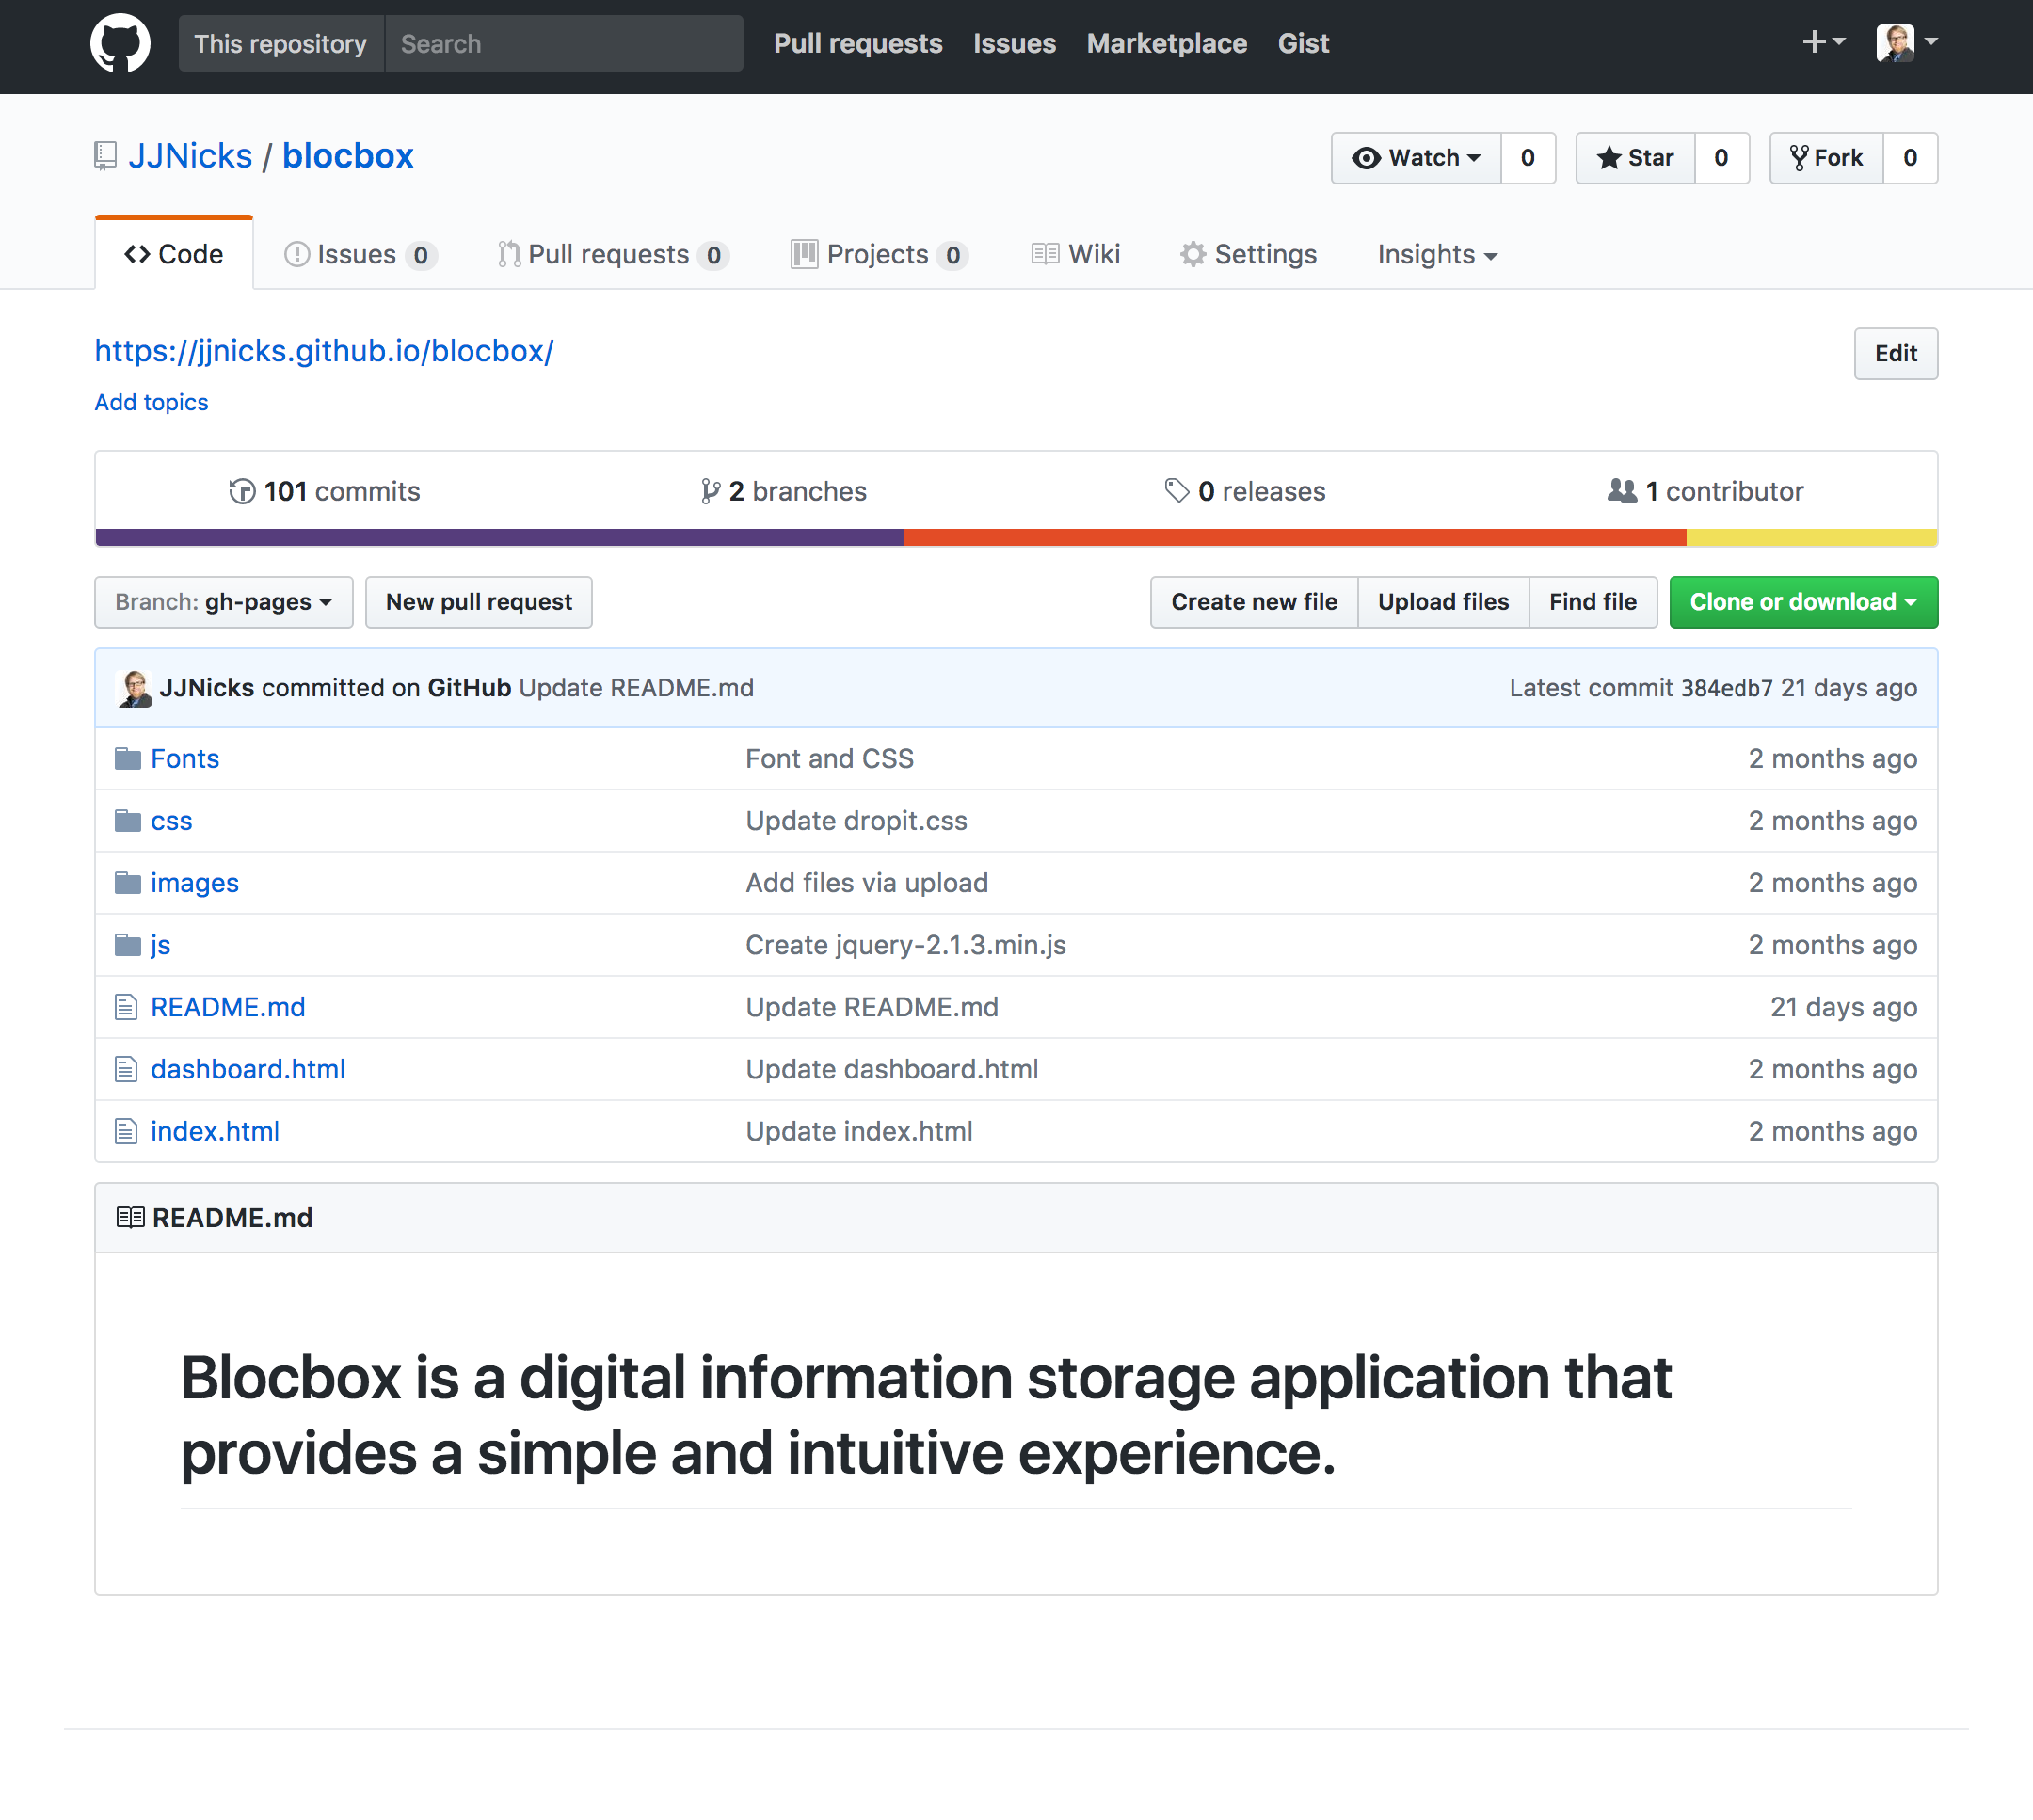 This repository Search Pull requests Issues Marketplace Gist
JJNicks / blocbox Watch 0 Star 0 Fork 0
Code Issues 0 Pull requests 0 Projects 0 Wiki Settings Insights
https://jjnicks.github.io/blocbox/ Edit
Add topics
101 commits 2 branches 0 releases 1 contributor
Branch: gh-pages New pull request Create new file Upload files Find file Clone or download
JJNicks committed on GitHub Update README.md Latest commit 384edb7 21 days ago
Fonts Font and CSS 2 months ago
css Update dropit.css 2 months ago
images Add files via upload 2 months ago
js Create jquery-2.1.3.min.js 2 months ago
README.md Update README.md 21 days ago
dashboard.html Update dashboard.html 2 months ago
index.html Update index.html 2 months ago
README.md
Blocbox is a digital information storage application that
provides a simple and intuitive experience.